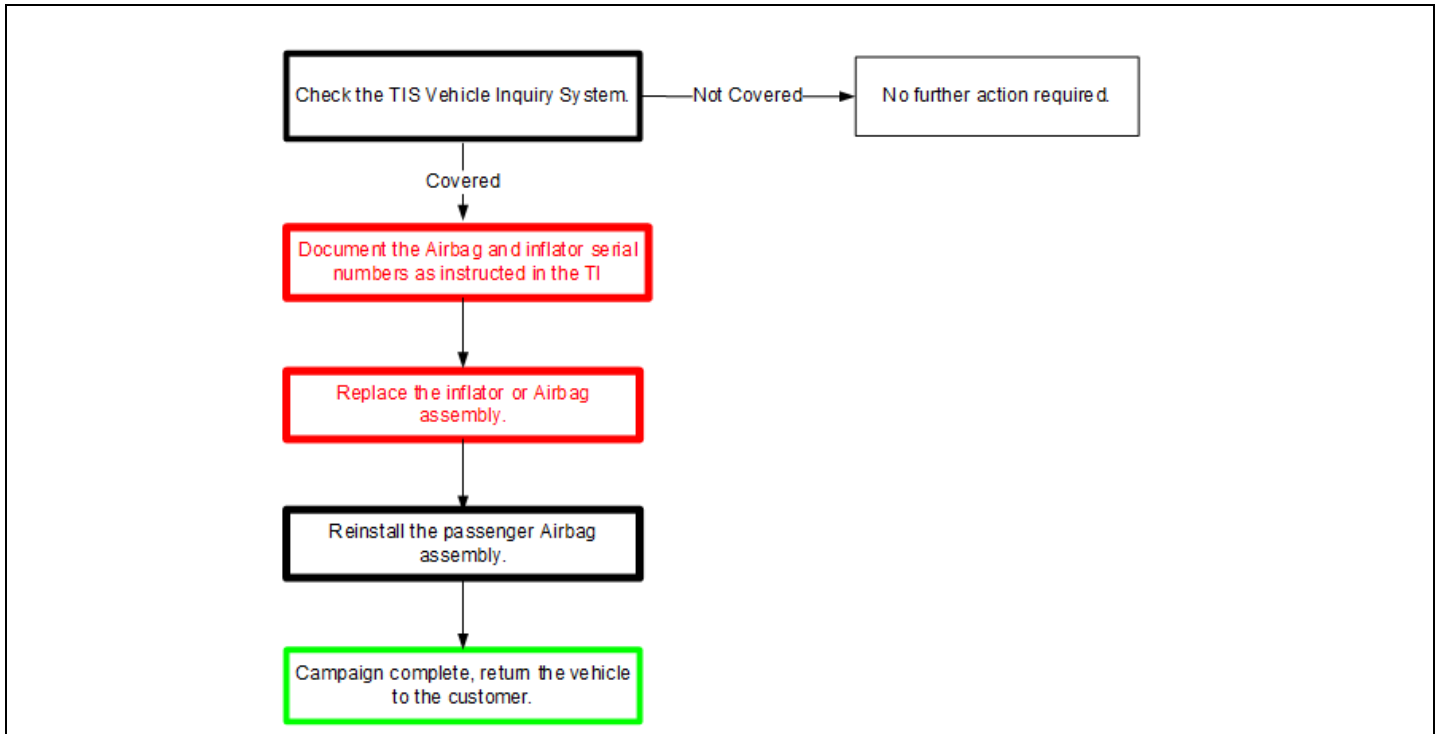 Check the TIS Vehicle Inquiry System.
Not Covered
No further action required.
Covered
Document the Airbag and inflator serial
numbers as instructed in the TI
Replace the inflator or Airbag
assembly.
Reinstall the passenger Airbag
assembly.
Campaign complete, return the vehicle
to the customer.